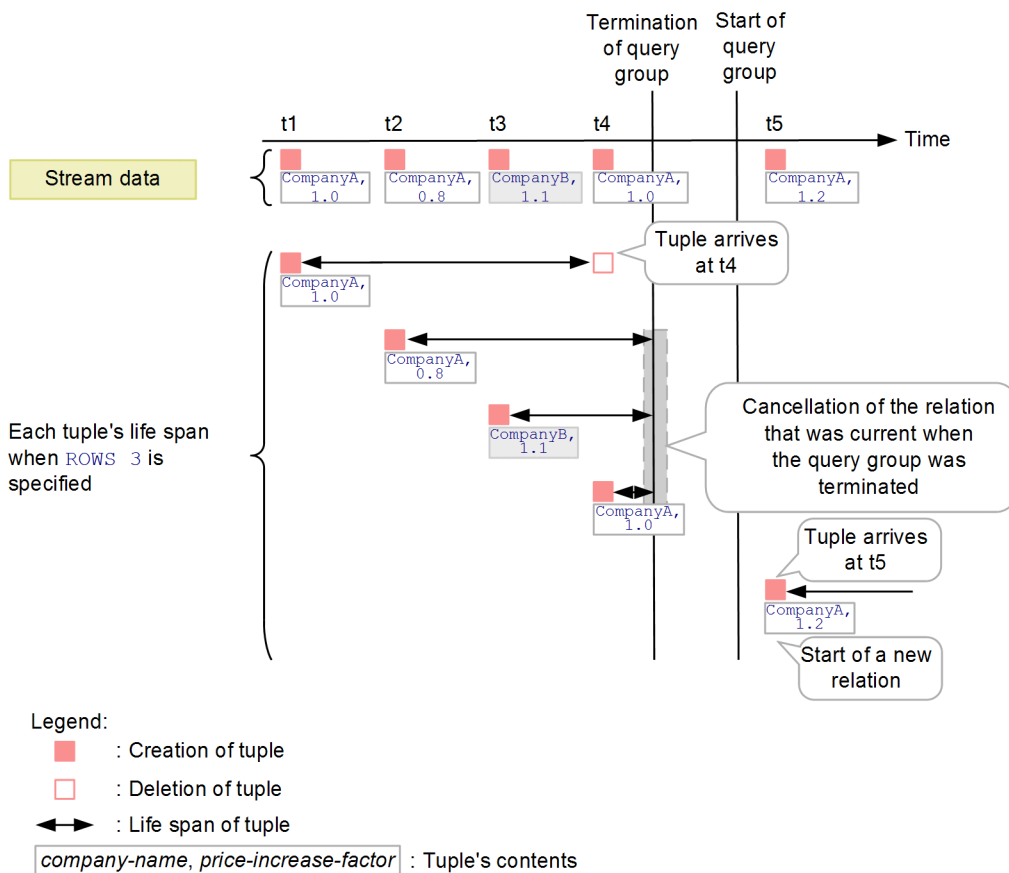 Termination
of query
group
Start of
query
group
t1
t2
t3
t4
t5
Time
Stream data
CompanyA,
1.0
CompanyA,
0.8
CompanyB,
1.1
CompanyA,
1.0
CompanyA,
1.2
Tuple arrives
at t4
CompanyA,
1.0
CompanyA,
0.8
Each tuple's life span
when ROWS 3 is
specified
CompanyB,
1.1
Cancellation of the relation
that was current when
the query group was
terminated
CompanyA,
1.0
Tuple arrives
at t5
CompanyA,
1.2
Start of a new
relation
Legend:
: Creation of tuple
: Deletion of tuple
: Life span of tuple
company-name, price-increase-factor : Tuple's contents